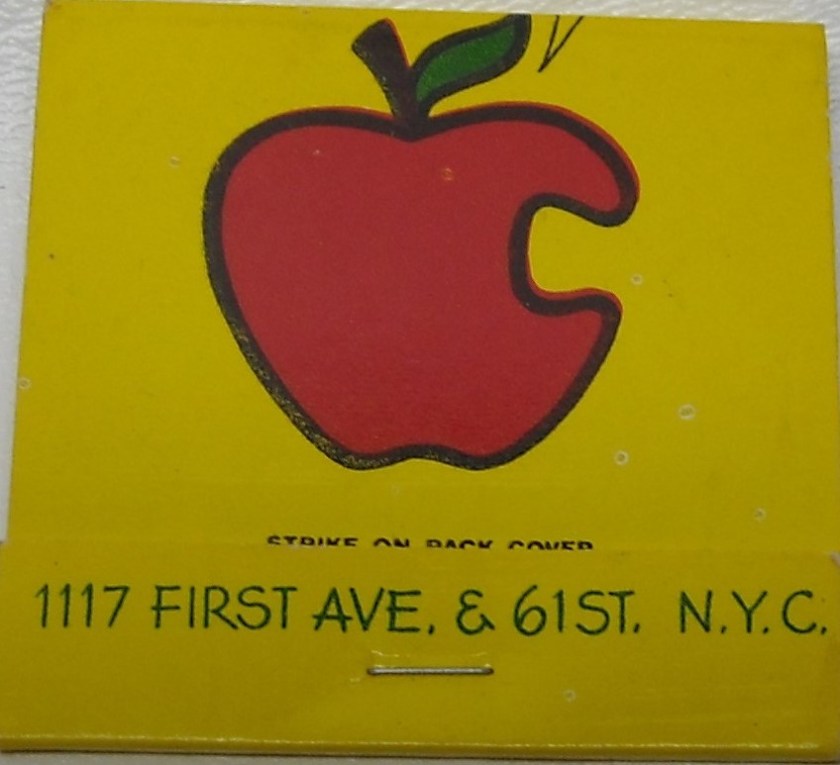 STRIKE ON BACK COVER
1117 FIRST AVE. & 61ST. N.Y.C.